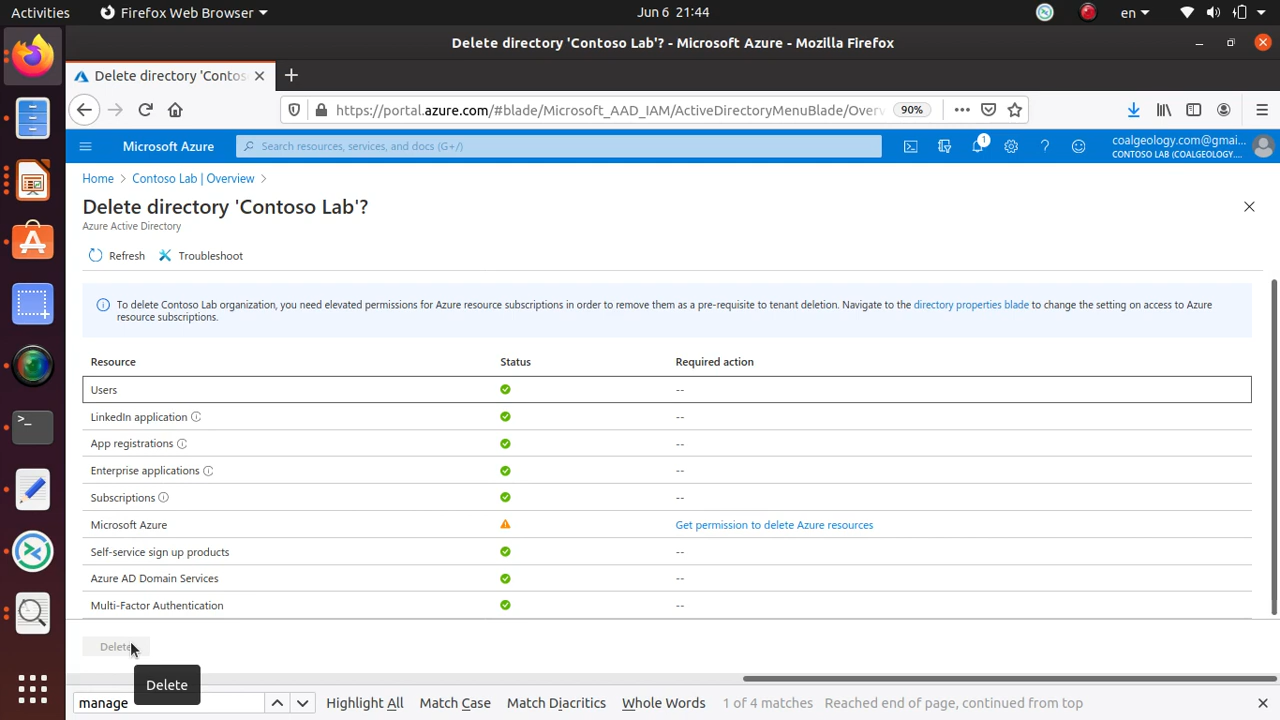 Activities
Firefox Web Browser
Jun 6 21:44
en
Delete directory 'Contoso Lab'? - Microsoft Azure - Mozilla Firefox
Delete directory 'Contos
https://portal.azure.com/#blade/Microsoft_AAD_IAM/ActiveDirectoryMenuBlade/Over
90%
Microsoft Azure
Search resources, services, and docs (G+/)
1
coalgeology.com@gmai...
CONTOSO LAB (COALGEOLOGY....
Home > Contoso Lab | Overview >
Delete directory 'Contoso Lab'?
Azure Active Directory
Refresh
Troubleshoot
To delete Contoso Lab organization, you need elevated permissions for Azure resource subscriptions in order to remove them as a pre-requisite to tenant deletion. Navigate to the directory properties blade to change the setting on access to Azure
resource subscriptions.
Resource Status Required action
Users --
LinkedIn application --
App registrations --
Enterprise applications --
Subscriptions --
Microsoft Azure Get permission to delete Azure resources
Self-service sign up products --
Azure AD Domain Services --
Multi-Factor Authentication --
Delete
Delete
manage
Highlight All
Match Case
Match Diacritics
Whole Words
1 of 4 matches
Reached end of page, continued from top